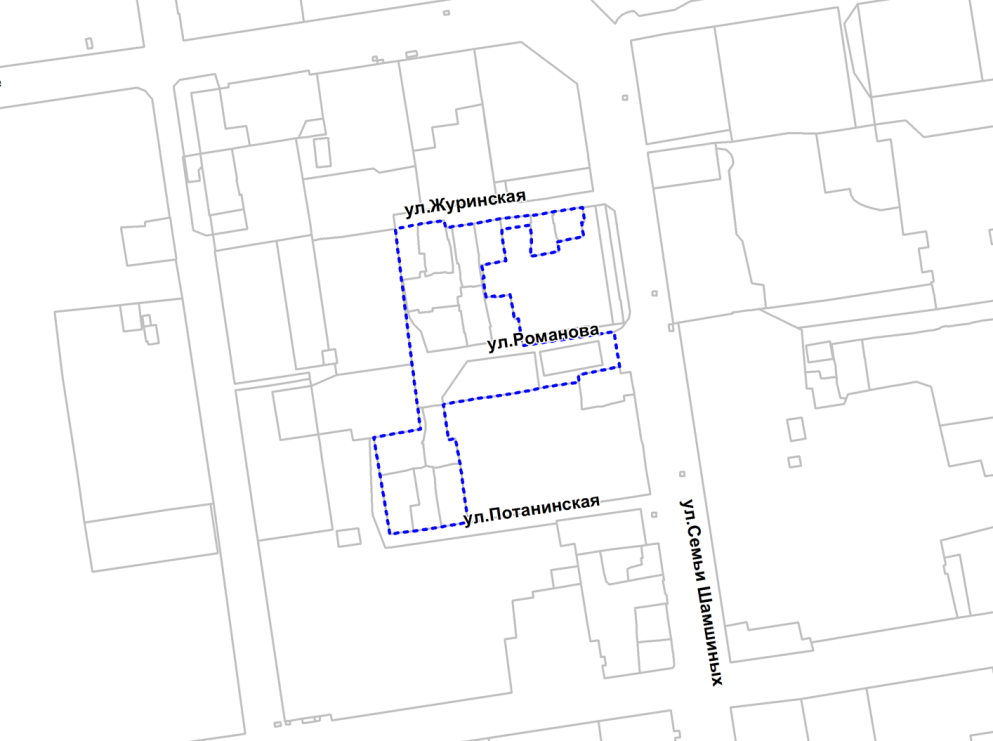 ул.Журинская
ул.Романова
ул.Потанинская
ул.Семьи Шамшиных